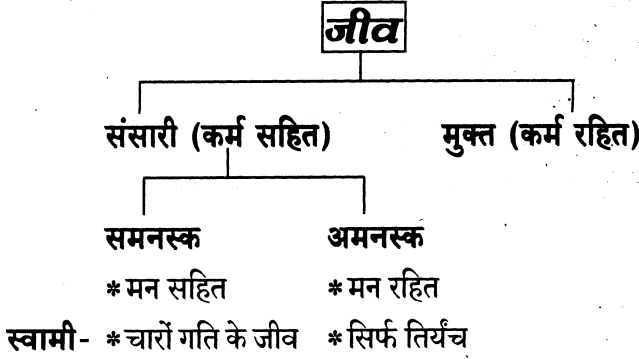 जीव
संसारी (कर्म सहित) मुक्त (कर्म रहित)
समनस्क अमनस्क
*मन सहित *मन रहित
स्वामी- *चारों गति के जीव *सिर्फ तिर्यंच